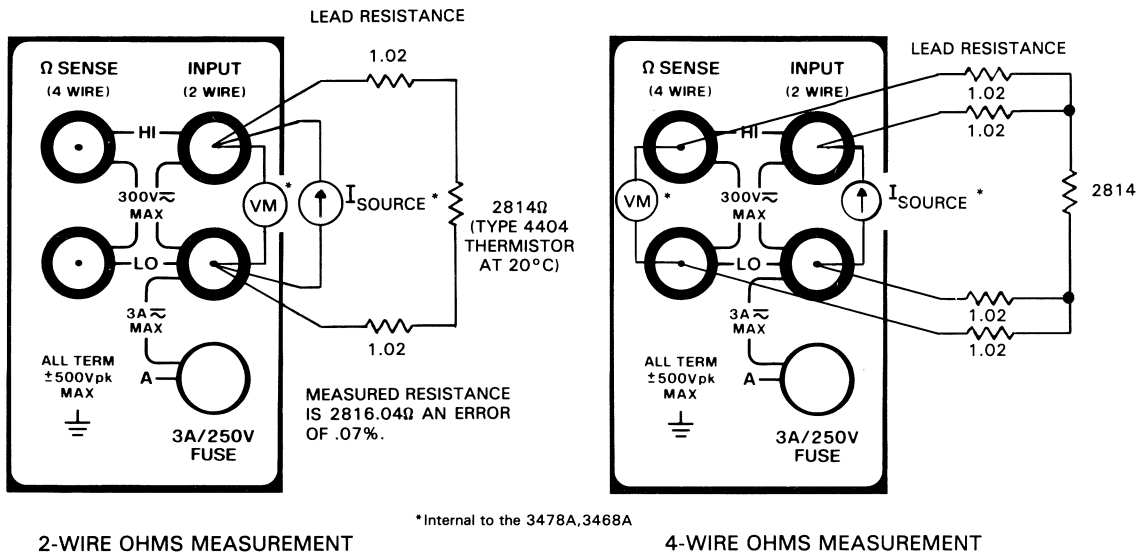 LEAD RESISTANCE
1.02
Ω SENSE
(4 WIRE)
INPUT
(2 WIRE)
HI
300V⏦
MAX
VM
*
I SOURCE *
2814Ω
(TYPE 4404
THERMISTOR
AT 20°C)
LO
3A⏦
MAX
1.02
ALL TERM
±500Vpk
MAX
A
3A/250V
FUSE
MEASURED RESISTANCE
IS 2816.04Ω AN ERROR
OF .07%.
2-WIRE OHMS MEASUREMENT
LEAD RESISTANCE
1.02
1.02
Ω SENSE
(4 WIRE)
INPUT
(2 WIRE)
HI
VM
*
300V⏦
MAX
I SOURCE *
2814
LO
3A⏦
MAX
1.02
1.02
ALL TERM
±500Vpk
MAX
A
3A/250V
FUSE
*Internal to the 3478A,3468A
4-WIRE OHMS MEASUREMENT